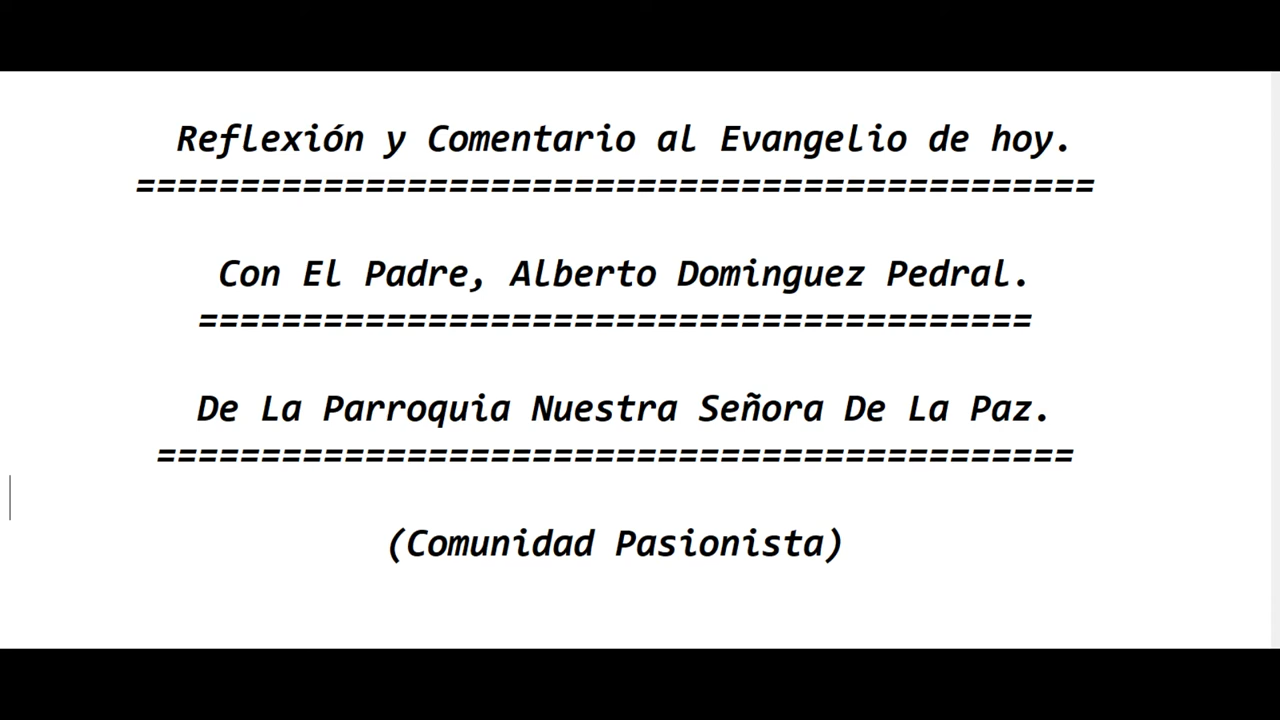 Reflexión y Comentario al Evangelio de hoy.
==============================================
Con El Padre, Alberto Dominguez Pedral.
========================================
De La Parroquia Nuestra Señora De La Paz.
============================================
(Comunidad Pasionista)